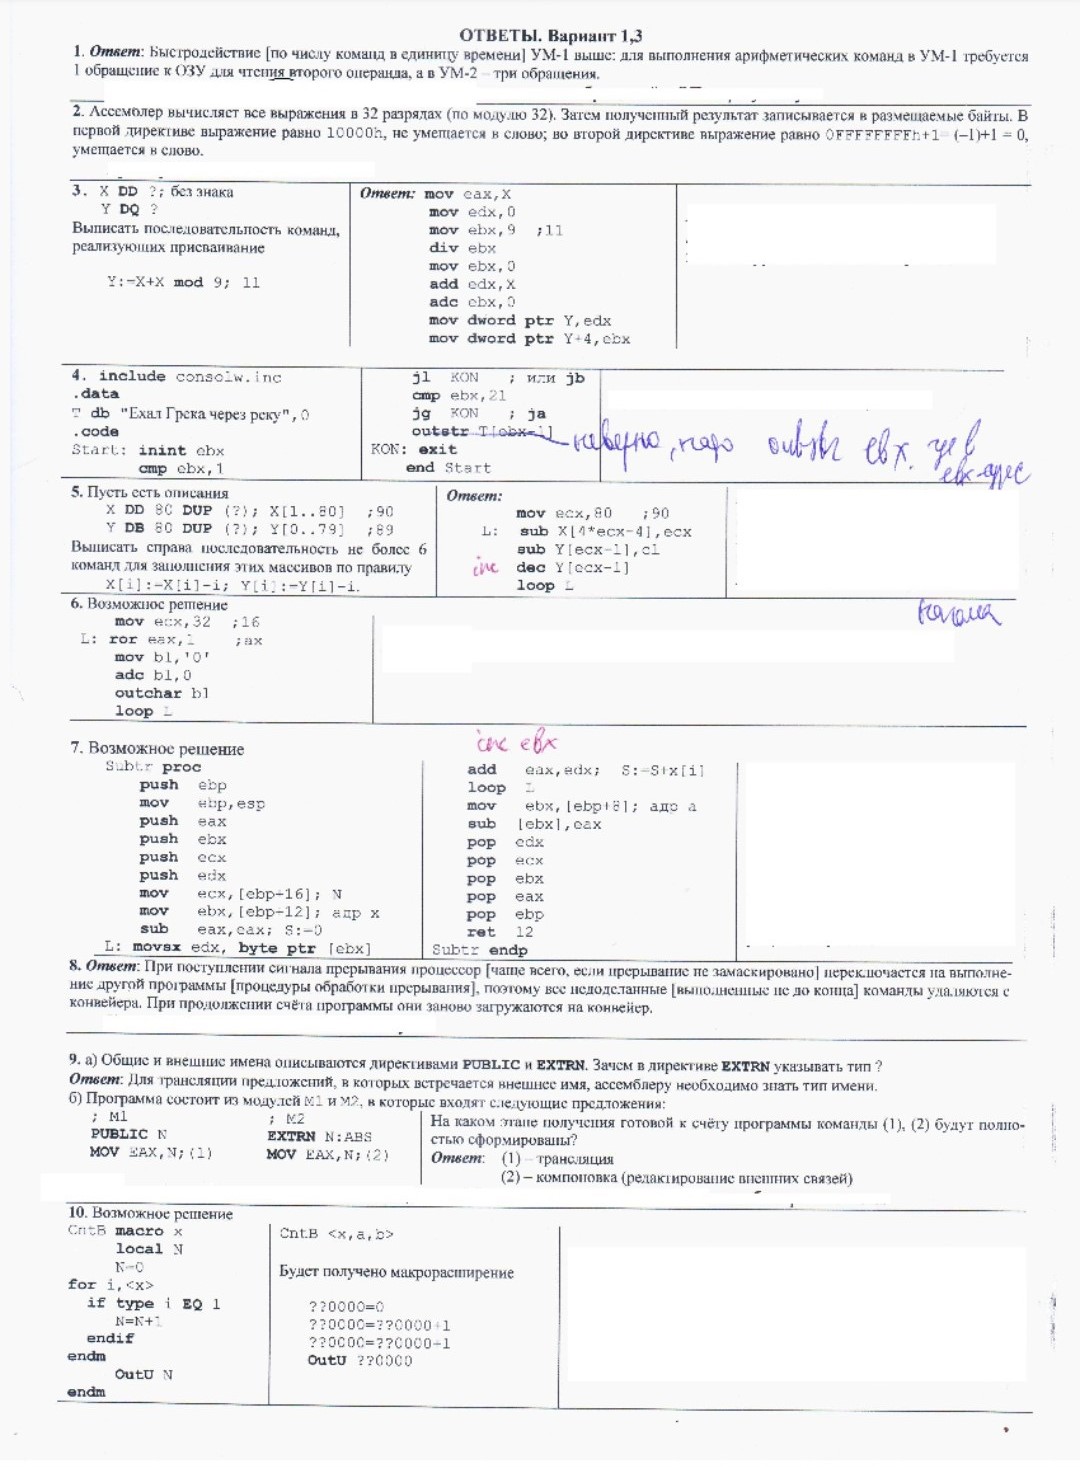 ОТВЕТЫ. Вариант 1,3
1. Ответ: Быстродействие [по числу команд в единицу времени] УМ-1 выше: для выполнения арифметических команд в УМ-1 требуется
1 обращение к ОЗУ для чтения второго операнда, а в УМ-2 – три обращения.
2. Ассемблер вычисляет все выражения в 32 разрядах (по модулю 32). Затем полученный результат записывается в размещаемые байты. В
первой директиве выражение равно 10000h, не умещается в слово; во второй директиве выражение равно 0FFFFFFFFh+1= (–1)+1 = 0,
умещается в слово.
3. X DD ?; без знака
Y DQ ?
Выписать последовательность команд,
реализующих присваивание
Y:=X+X mod 9; 11
Ответ: mov eax,X
mov edx,0
mov ebx,9 ;11
div ebx
mov ebx,0
add edx,X
adc ebx,0
mov dword ptr Y,edx
mov dword ptr Y+4,ebx
4. include consolw.inc
.data
T db "Ехал Грека через реку",0
.code
Start: inint ebx
cmp ebx,1
jl KON ; или jb
cmp ebx,21
jg KON ; ja
outstr T[ebx-1]
KON: exit
end Start
наверно, надо outstr ebx. где в
ebx-адрес
5. Пусть есть описания
X DD 80 DUP (?); X[1..80] ;90
Y DB 80 DUP (?); Y[0..79] ;89
Выписать справа последовательность не более 6
команд для заполнения этих массивов по правилу
X[i]:=X[i]-i; Y[i]:=Y[i]-i.
Ответ:
mov ecx,80 ;90
L: sub X[4*ecx-4],ecx
sub Y[ecx-1],cl
inc dec Y[ecx-1]
loop L
6. Возможное решение
mov ecx,32 ;16
L: ror eax,1 ;ax
mov bl,'0'
adc bl,0
outchar bl
loop L
7. Возможное решение
Subtr proc
push ebp
mov ebp,esp
push eax
push ebx
push ecx
push edx
mov ecx,[ebp+16]; N
mov ebx,[ebp+12]; адр x
sub eax,eax; S:=0
L: movsx edx, byte ptr [ebx]
inc ebx
add eax,edx; S:=S+x[i]
loop L
mov ebx,[ebp+8]; адр a
sub [ebx],eax
pop edx
pop ecx
pop ebx
pop eax
pop ebp
ret 12
Subtr endp
8. Ответ: При поступлении сигнала прерывания процессор [чаще всего, если прерывание не замаскировано] переключается на выполне-
ние другой программы [процедуры обработки прерывания], поэтому все недоделанные [выполненные не до конца] команды удаляются с
конвейера. При продолжении счёта программы они заново загружаются на конвейер.
9. а) Общие и внешние имена описываются директивами PUBLIC и EXTRN. Зачем в директиве EXTRN указывать тип ?
Ответ: Для трансляции предложений, в которых встречается внешнее имя, ассемблеру необходимо знать тип имени.
б) Программа состоит из модулей M1 и M2, в которые входят следующие предложения:
; M1
PUBLIC N
MOV EAX,N;(1)
; M2
EXTRN N:ABS
MOV EAX,N;(2)
На каком этапе получения готовой к счёту программы команды (1), (2) будут полно-
стью сформированы?
Ответ: (1) – трансляция
(2) – компоновка (редактирование внешних связей)
10. Возможное решение
CntB macro x
local N
N=0
for i,<x>
if type i EQ 1
N=N+1
endif
endm
OutU N
endm
CntB <x,a,b>
Будет получено макрорасширение
??0000=0
??0000=??0000+1
??0000=??0000+1
OutU ??0000